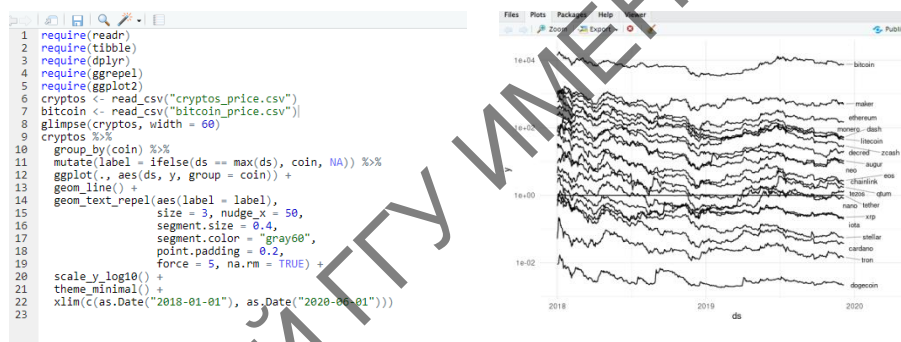 1 require(readr)
2 require(tibble)
3 require(dplyr)
4 require(ggrepel)
5 require(ggplot2)
6 cryptos <- read_csv("cryptos_price.csv")
7 bitcoin <- read_csv("bitcoin_price.csv")
8 glimpse(cryptos, width = 60)
9 cryptos %>%
10 group_by(coin) %>%
11 mutate(label = ifelse(ds == max(ds), coin, NA)) %>%
12 ggplot(., aes(ds, y, group = coin)) +
13 geom_line() +
14 geom_text_repel(aes(label = label),
15 size = 3, nudge_x = 50,
16 segment.size = 0.4,
17 segment.color = "gray60",
18 point.padding = 0.2,
19 force = 5, na.rm = TRUE) +
20 scale_y_log10() +
21 theme_minimal() +
22 xlim(c(as.Date("2018-01-01"), as.Date("2020-06-01")))
23
Files Plots Packages Help Viewer
Zoom Export Publi
1e+04
bitcoin
maker
ethereum
1e+02
monero dash
litecoin
decred zcash
augur
neo
eos
chainlink
y
1e+00
tezos qtum
nano tether
xrp
iota
stellar
cardano
1e-02
tron
dogecoin
2018 2019 2020
ds
Й ГГУ ИМЕН